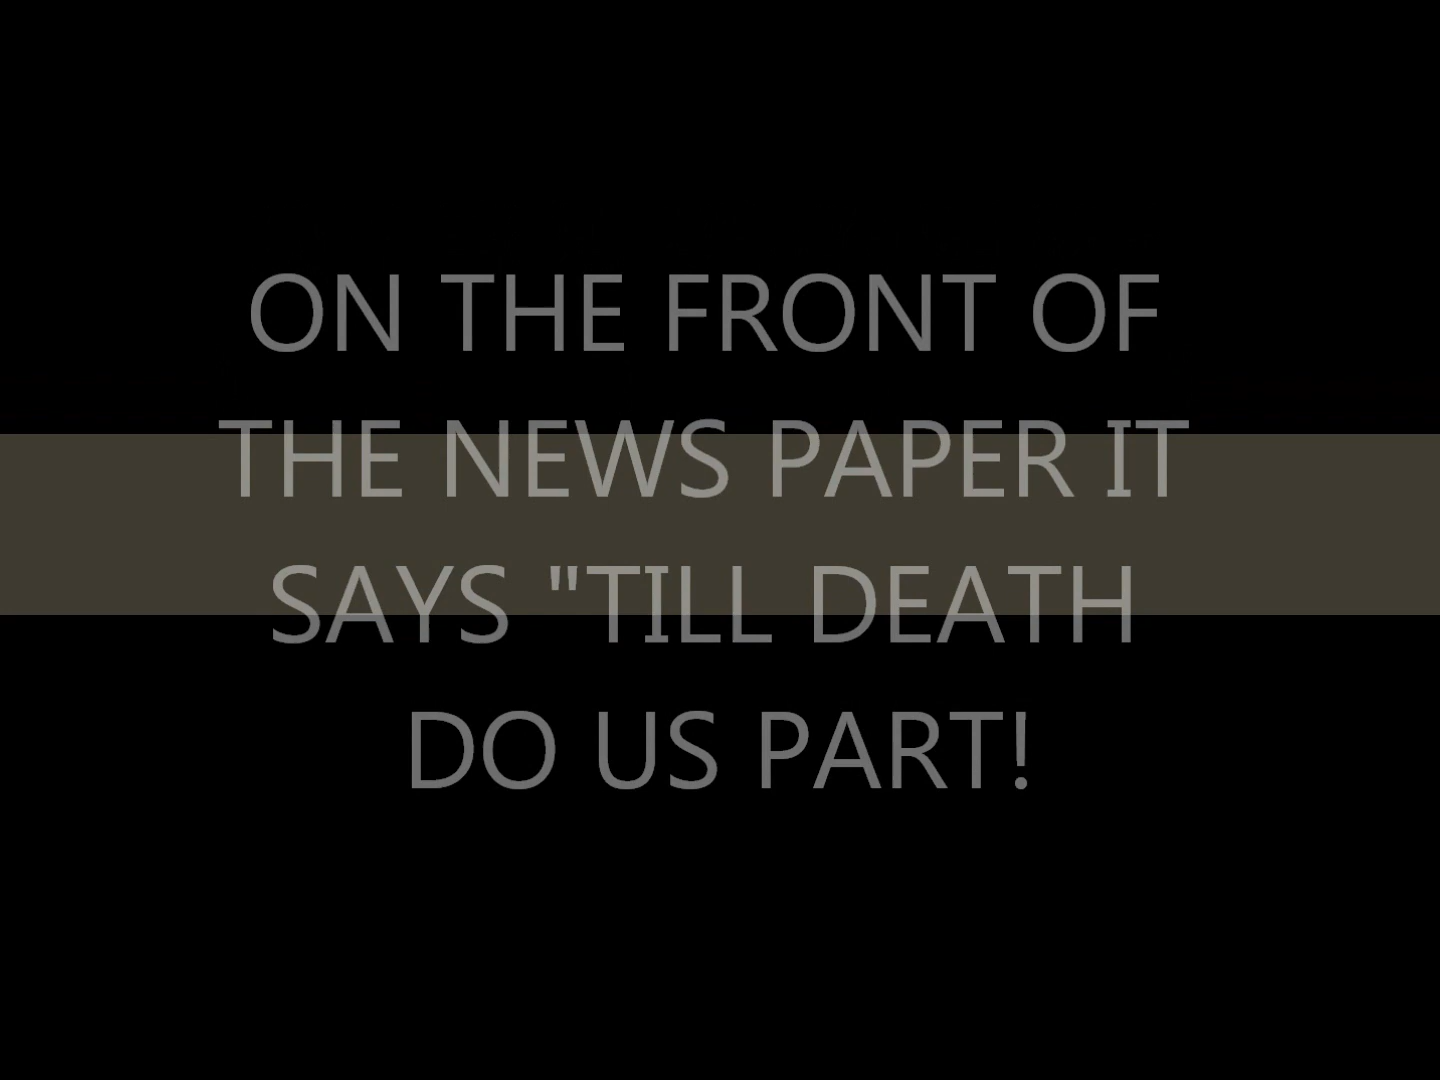 ON THE FRONT OF
THE NEWS PAPER IT
SAYS "TILL DEATH
DO US PART!